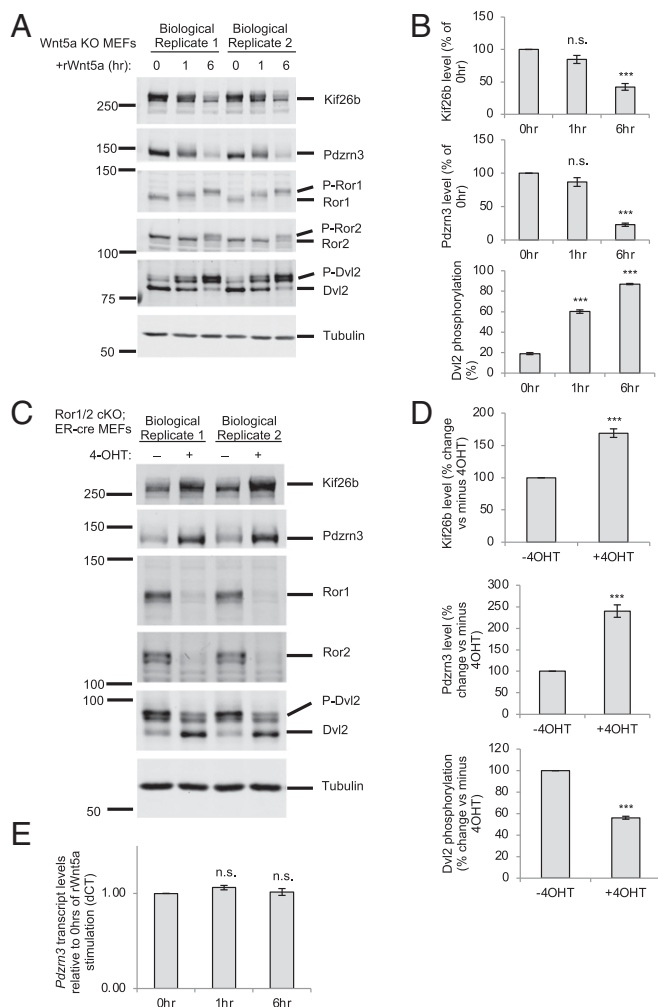 A
Wnt5a KO MEFs
Biological Replicate 1
Biological Replicate 2
+rWnt5a (hr)
0 1 6 0 1 6
250
Kif26b
150
Pdzrn3
150
P-Ror1
Ror1
P-Ror2
Ror2
100
P-Dvl2
Dvl2
75
Tubulin
50
B
Kif26b level (% of 0hr)
150
100
50
0
n.s.
***
0hr 1hr 6hr
Pdzrn3 level (% of 0hr)
150
100
50
0
n.s.
***
0hr 1hr 6hr
Dvl2 phosphorylation (%)
100
80
60
40
20
0
***
***
0hr 1hr 6hr
C
Ror1/2 cKO;
ER-cre MEFs
Biological Replicate 1
Biological Replicate 2
4-OHT:
– + – +
250
Kif26b
150
Pdzrn3
150
Ror1
Ror2
100
100
P-Dvl2
Dvl2
Tubulin
50
D
Kif26b level (% change vs minus 4OHT)
200
150
100
50
0
***
-4OHT +4OHT
Pdzrn3 level (% change vs minus 4OHT)
300
250
200
150
100
50
0
***
-4OHT +4OHT
Dvl2 phosphorylation (% change vs minus 4OHT)
100
80
60
40
20
0
***
-4OHT +4OHT
E
Pdzrn3 transcript levels relative to 0hrs of rWnt5a stimulation (dCT)
1.00
0.00
n.s.
n.s.
0hr 1hr 6hr